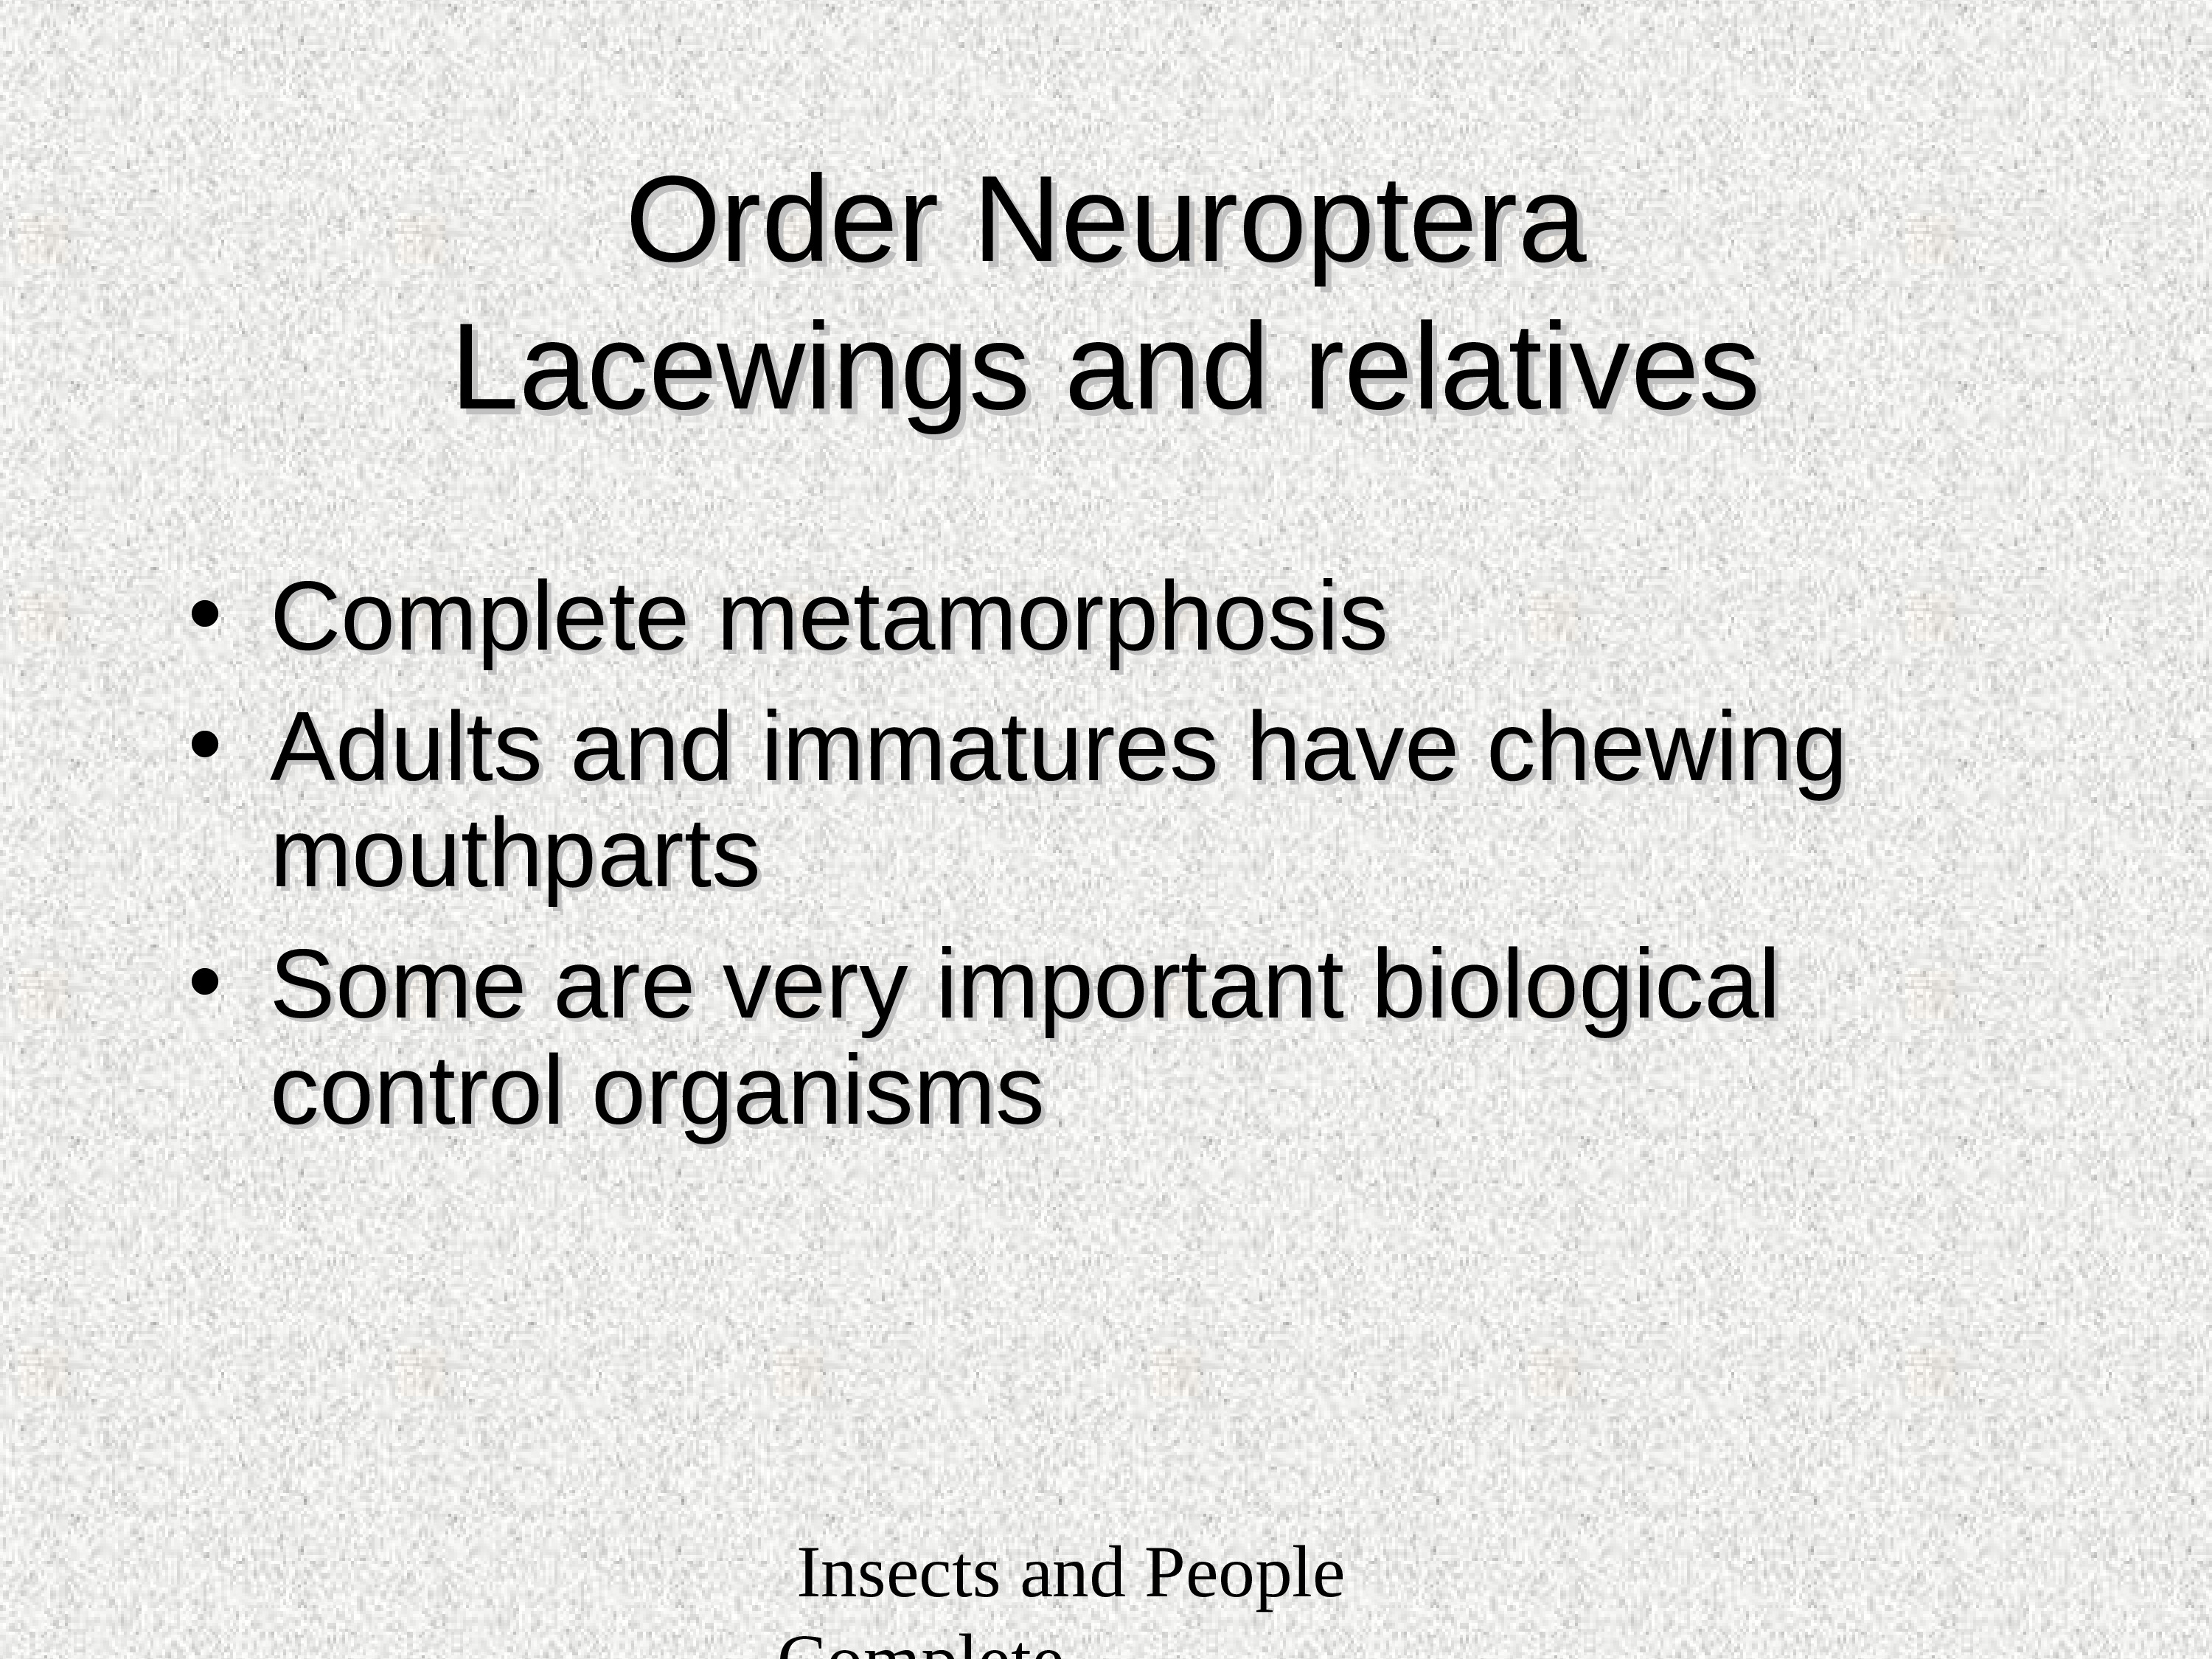 Order Neuroptera
Lacewings and relatives
• Complete metamorphosis
• Adults and immatures have chewing
mouthparts
• Some are very important biological
control organisms
Insects and People
Complete